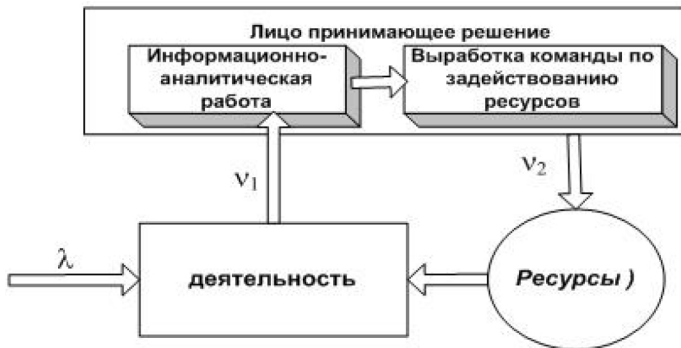 Лицо принимающее решение
Информационно-
аналитическая
работа
Выработка команды по
задействованию
ресурсов
ν1
ν2
λ
деятельность
Ресурсы )